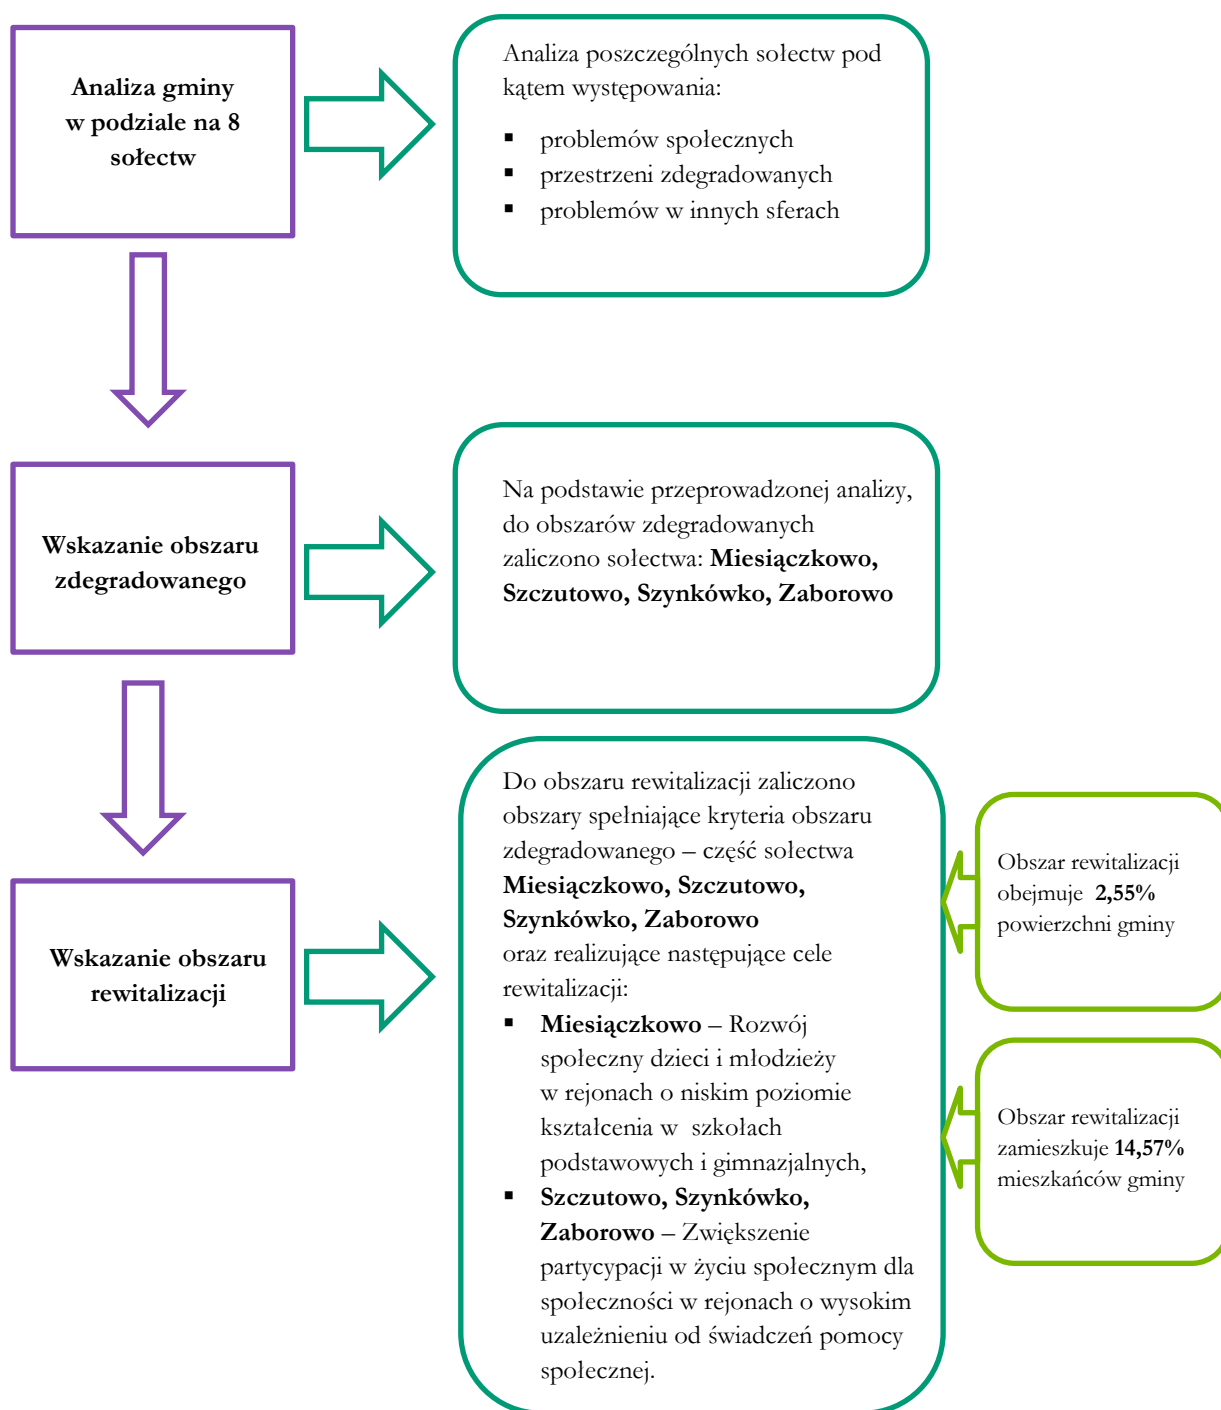 Analiza gminy
w podziale na 8
sołectw
Analiza poszczególnych sołectw pod
kątem występowania:
▪ problemów społecznych
▪ przestrzeni zdegradowanych
▪ problemów w innych sferach
Wskazanie obszaru
zdegradowanego
Na podstawie przeprowadzonej analizy,
do obszarów zdegradowanych
zaliczono sołectwa: Miesiączkowo,
Szczutowo, Szynkówko, Zaborowo
Wskazanie obszaru
rewitalizacji
Do obszaru rewitalizacji zaliczono
obszary spełniające kryteria obszaru
zdegradowanego – część sołectwa
Miesiączkowo, Szczutowo,
Szynkówko, Zaborowo
oraz realizujące następujące cele
rewitalizacji:
▪ Miesiączkowo – Rozwój
społeczny dzieci i młodzieży
w rejonach o niskim poziomie
kształcenia w szkołach
podstawowych i gimnazjalnych,
▪ Szczutowo, Szynkówko,
Zaborowo – Zwiększenie
partycypacji w życiu społecznym dla
społeczności w rejonach o wysokim
uzależnieniu od świadczeń pomocy
społecznej.
Obszar rewitalizacji
obejmuje 2,55%
powierzchni gminy
Obszar rewitalizacji
zamieszkuje 14,57%
mieszkańców gminy